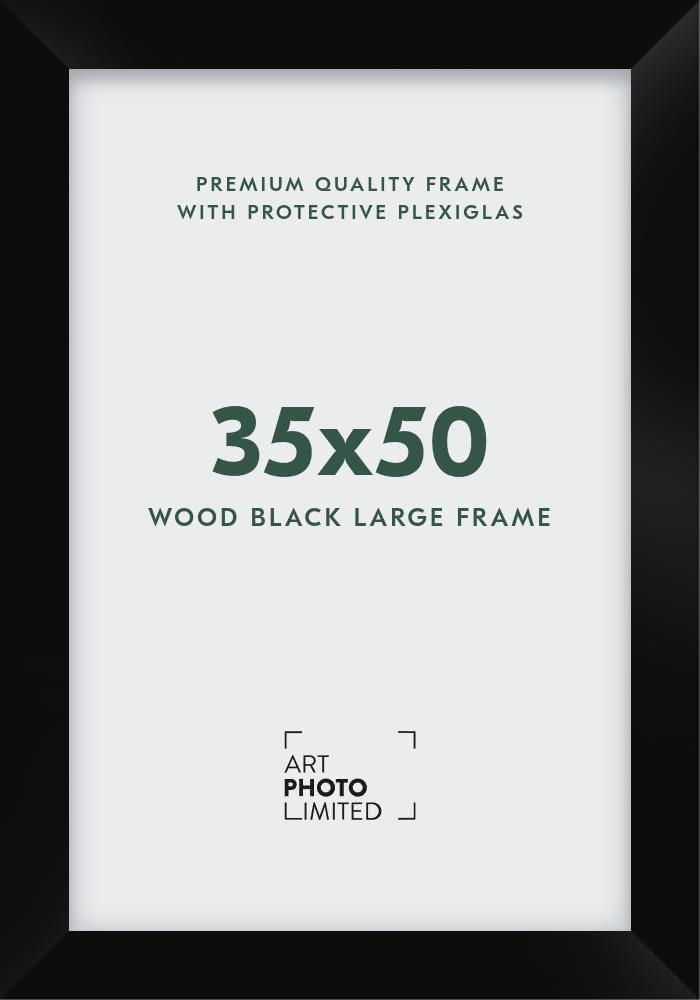 PREMIUM QUALITY FRAME
WITH PROTECTIVE PLEXIGLAS
35x50
WOOD BLACK LARGE FRAME
ART
PHOTO
LIMITED